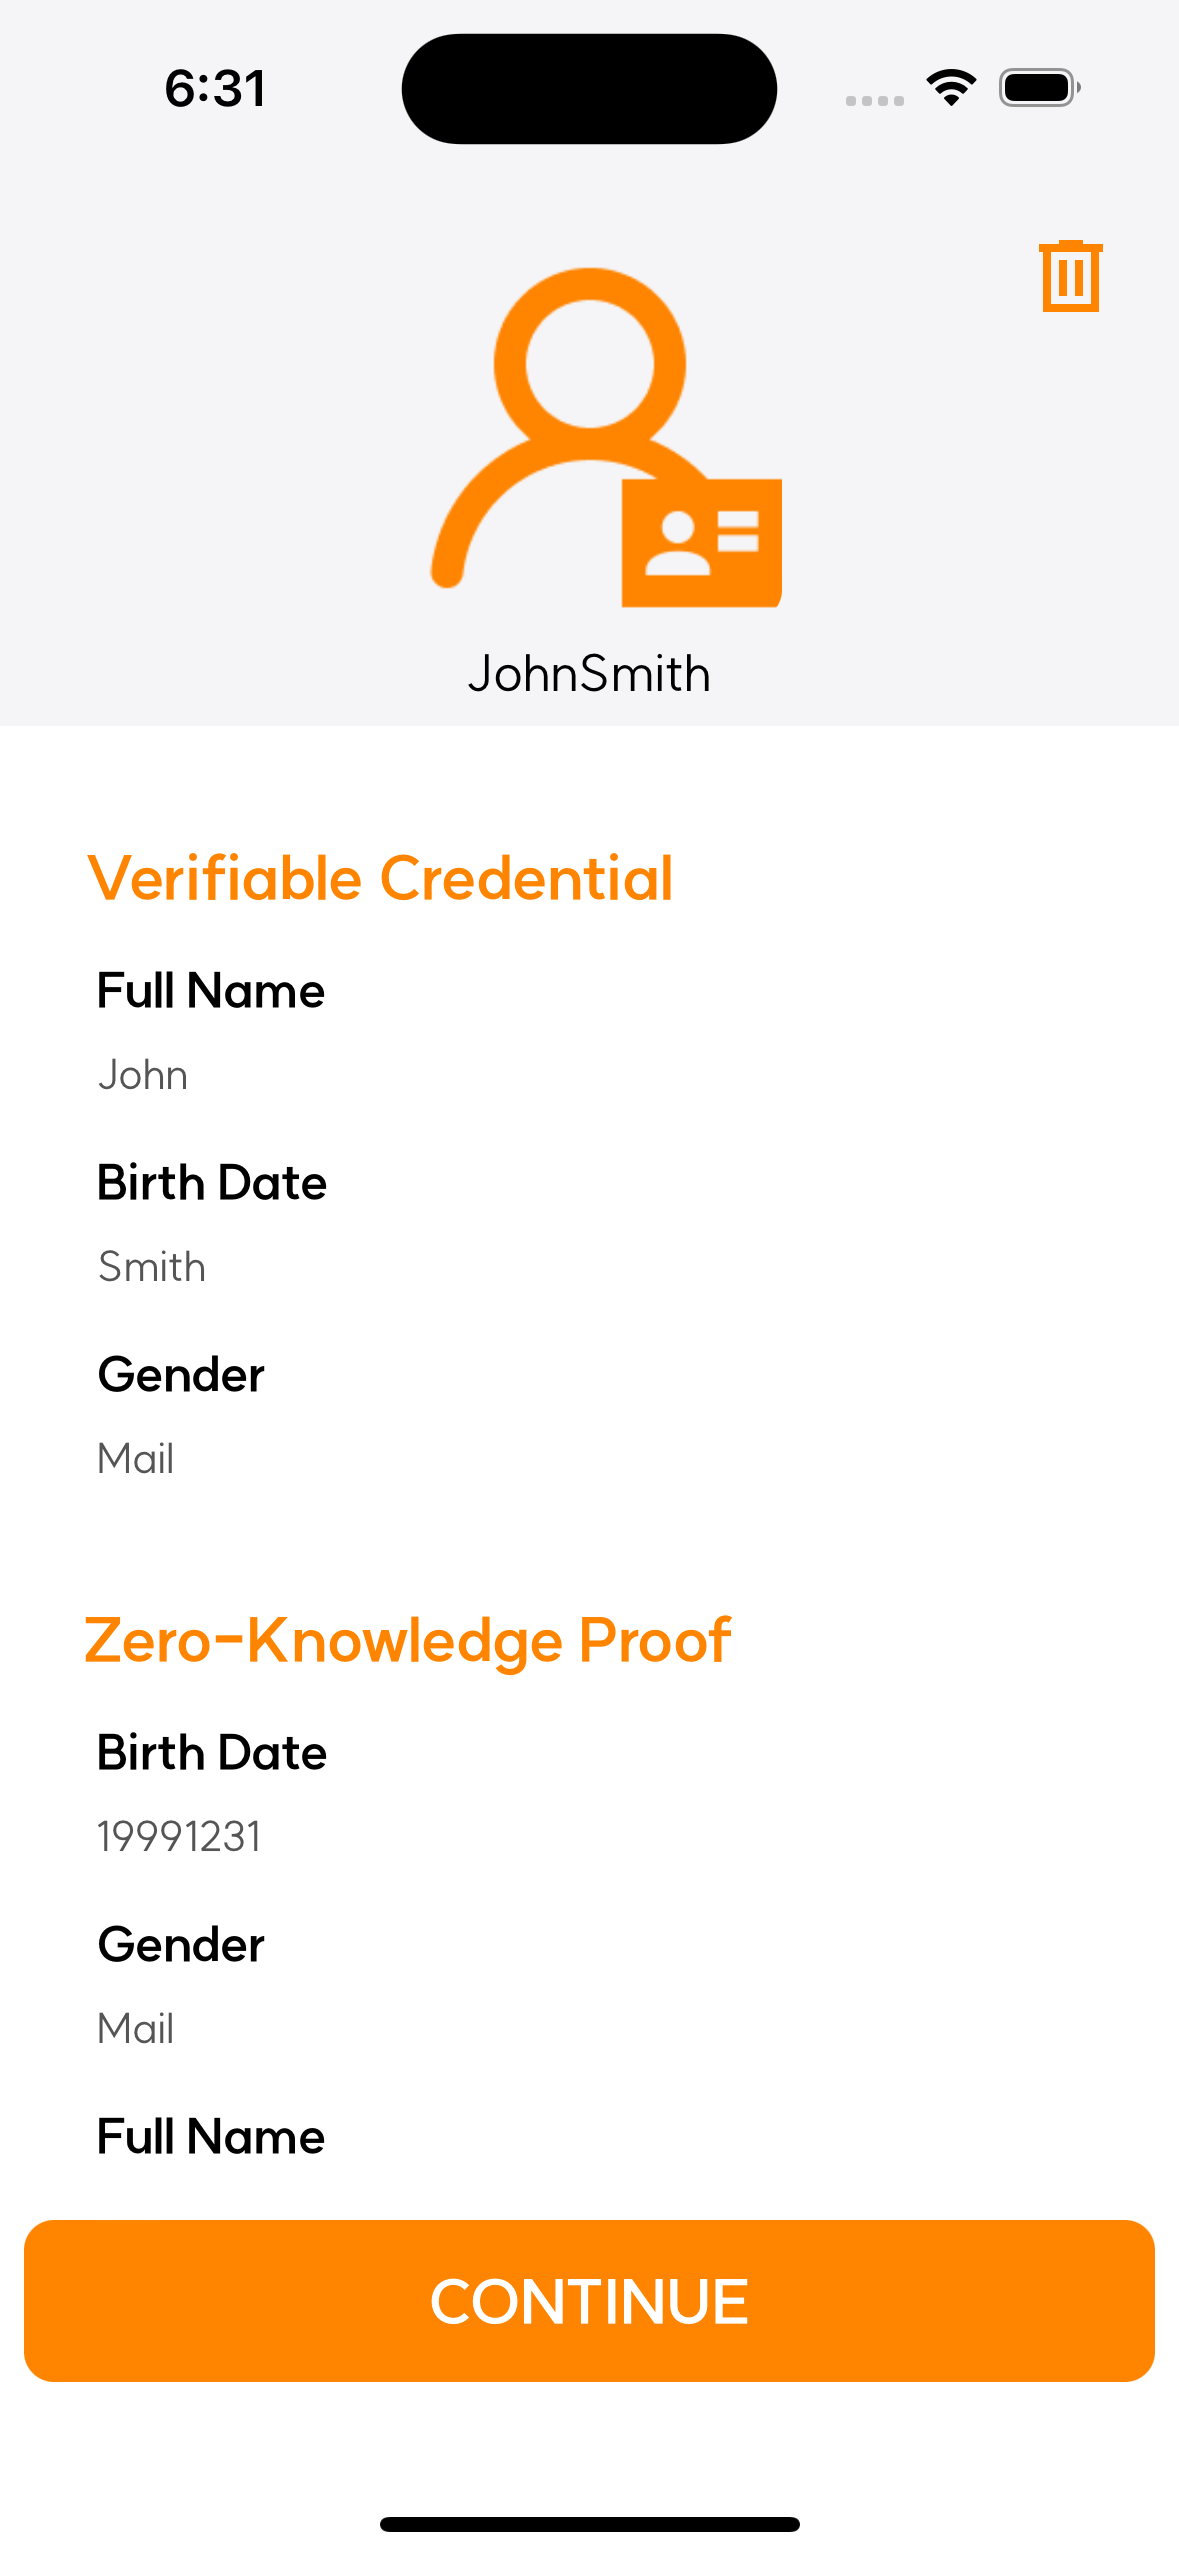 6:31
JohnSmith
Verifiable Credential
Full Name
John
Birth Date
Smith
Gender
Mail
Zero-Knowledge Proof
Birth Date
19991231
Gender
Mail
Full Name
CONTINUE